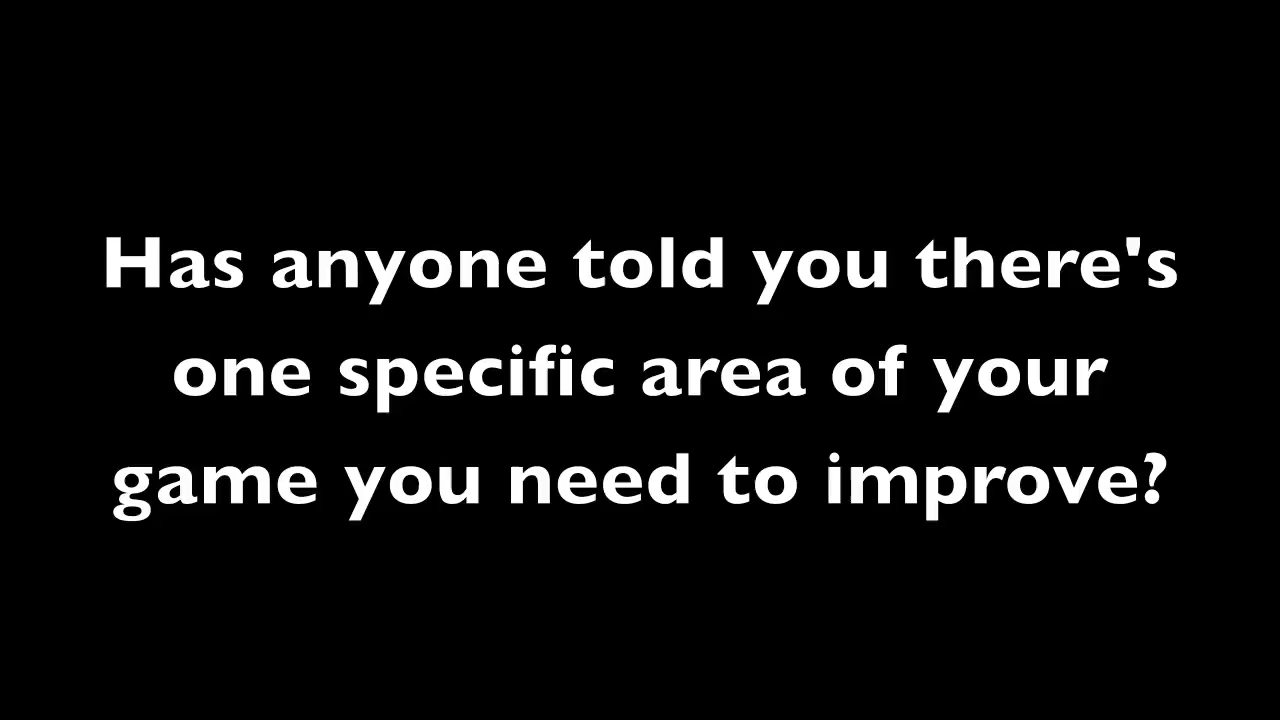 Has anyone told you there's
one specific area of your
game you need to improve?